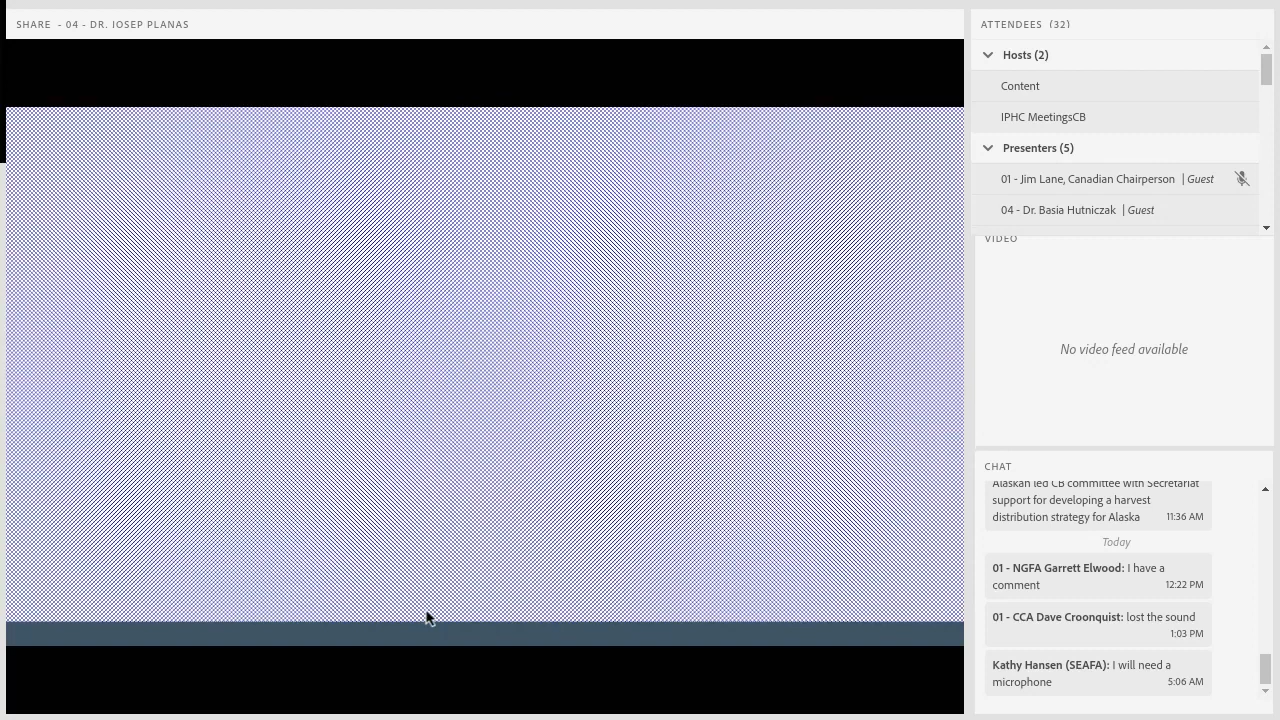 SHARE - 04 - DR. JOSEP PLANAS
ATTENDEES (32)
Hosts (2)
Content
IPHC MeetingsCB
Presenters (5)
01 - Jim Lane, Canadian Chairperson | Guest
04 - Dr. Basia Hutniczak | Guest
VIDEO
No video feed available
CHAT
Alaskan led CB committee with Secretariat
support for developing a harvest
distribution strategy for Alaska 11:36 AM
Today
01 - NGFA Garrett Elwood: I have a
comment 12:22 PM
01 - CCA Dave Croonquist: lost the sound
1:03 PM
Kathy Hansen (SEAFA): I will need a
microphone 5:06 AM